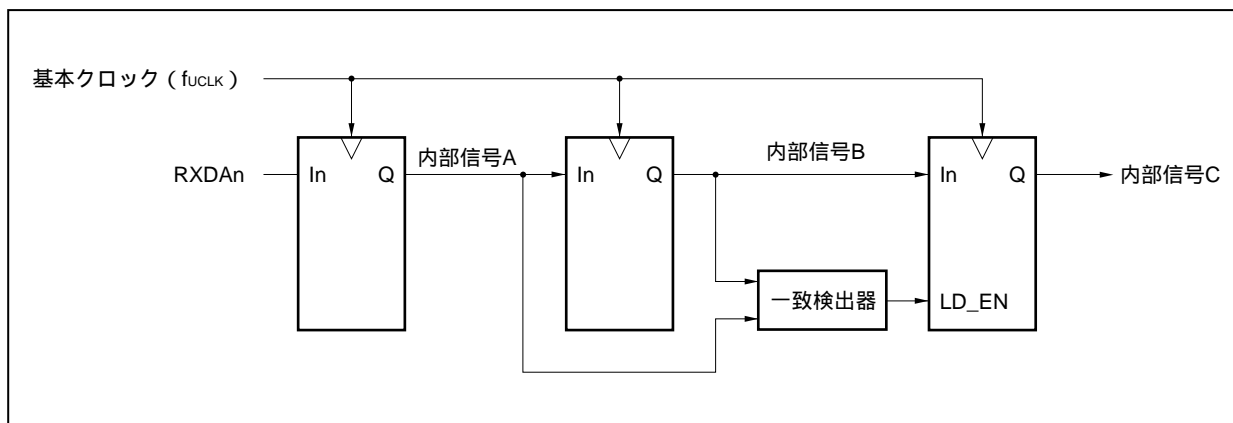 基本クロック（fUCLK）
RXDAn
In
Q
内部信号A
In
Q
内部信号B
In
Q
内部信号C
一致検出器
LD_EN